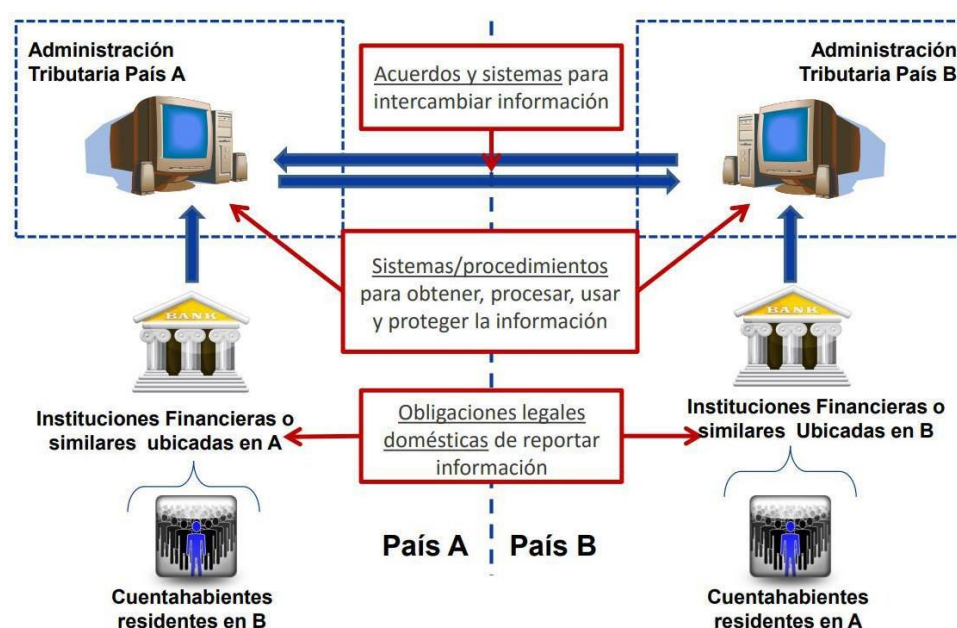 Administración
Tributaria País A
Acuerdos y sistemas para
intercambiar información
Administración
Tributaria País B
Sistemas/procedimientos
para obtener, procesar, usar
y proteger la información
BANK
BANK
Instituciones Financieras o
similares ubicadas en A
Obligaciones legales
domésticas de reportar
información
Instituciones Financieras o
similares Ubicadas en B
País A
País B
Cuentahabientes
residentes en B
Cuentahabientes
residentes en A